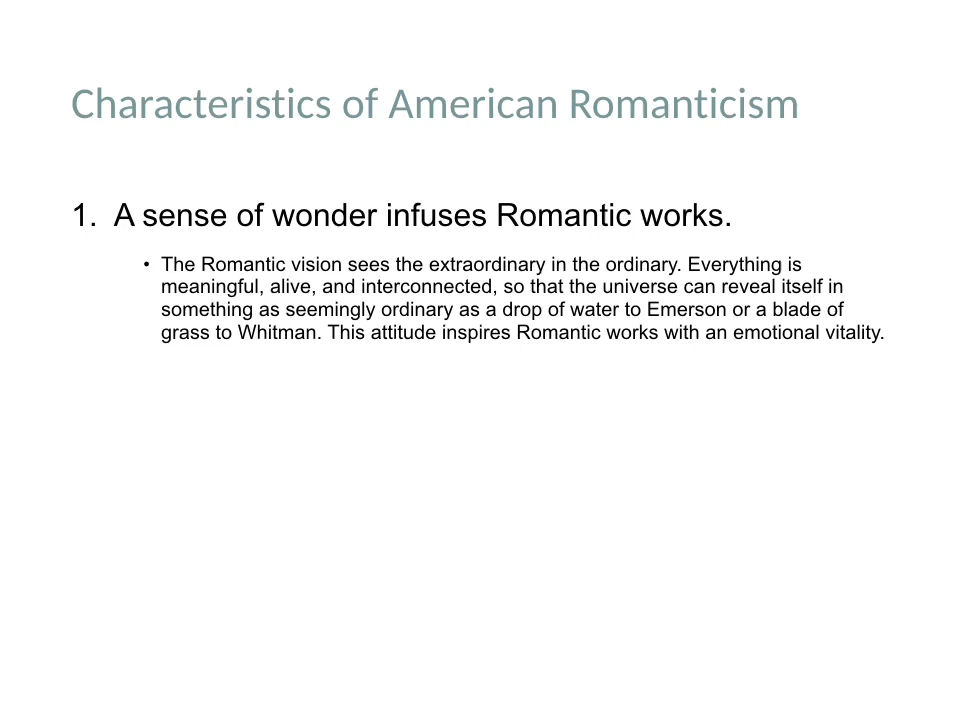 Characteristics of American Romanticism
1. A sense of wonder infuses Romantic works.
• The Romantic vision sees the extraordinary in the ordinary. Everything is
meaningful, alive, and interconnected, so that the universe can reveal itself in
something as seemingly ordinary as a drop of water to Emerson or a blade of
grass to Whitman. This attitude inspires Romantic works with an emotional vitality.